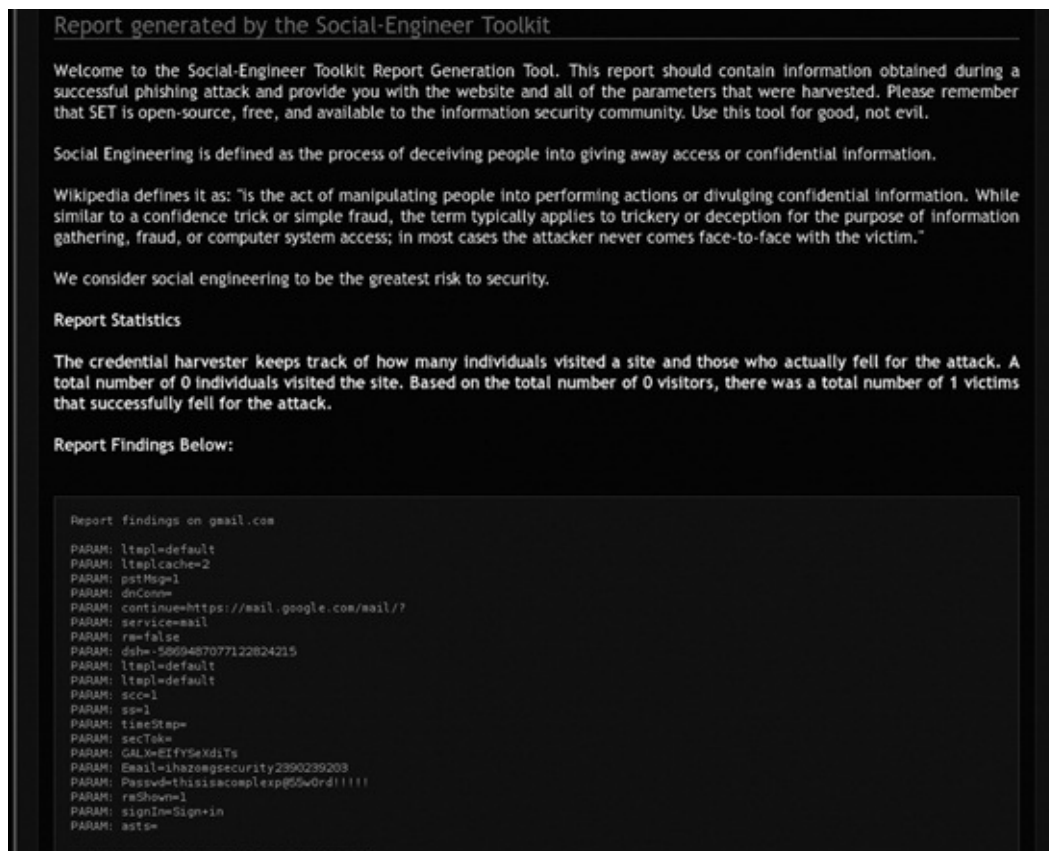 Report generated by the Social-Engineer Toolkit
Welcome to the Social-Engineer Toolkit Report Generation Tool. This report should contain information obtained during a
successful phishing attack and provide you with the website and all of the parameters that were harvested. Please remember
that SET is open-source, free, and available to the information security community. Use this tool for good, not evil.
Social Engineering is defined as the process of deceiving people into giving away access or confidential information.
Wikipedia defines it as: "is the act of manipulating people into performing actions or divulging confidential information. While
similar to a confidence trick or simple fraud, the term typically applies to trickery or deception for the purpose of information
gathering, fraud, or computer system access; in most cases the attacker never comes face-to-face with the victim."
We consider social engineering to be the greatest risk to security.
Report Statistics
The credential harvester keeps track of how many individuals visited a site and those who actually fell for the attack. A
total number of 0 individuals visited the site. Based on the total number of 0 visitors, there was a total number of 1 victims
that successfully fell for the attack.
Report Findings Below:
Report findings on gmail.com
PARAM: ltmpl=default
PARAM: ltmplcache=2
PARAM: pstMsg=1
PARAM: dnConn=
PARAM: continue=https://mail.google.com/mail/?
PARAM: service=mail
PARAM: rm=false
PARAM: dsh=-5869487077122824215
PARAM: ltmpl=default
PARAM: ltmpl=default
PARAM: scc=1
PARAM: ss=1
PARAM: timeStmp=
PARAM: secTok=
PARAM: GALX=EIfYSeXdiTs
PARAM: Email=ihazomgsecurity2390239203
PARAM: Passwd=thisisacomplexp@55w0rd!!!!!
PARAM: rmShown=1
PARAM: signIn=Sign+in
PARAM: asts=